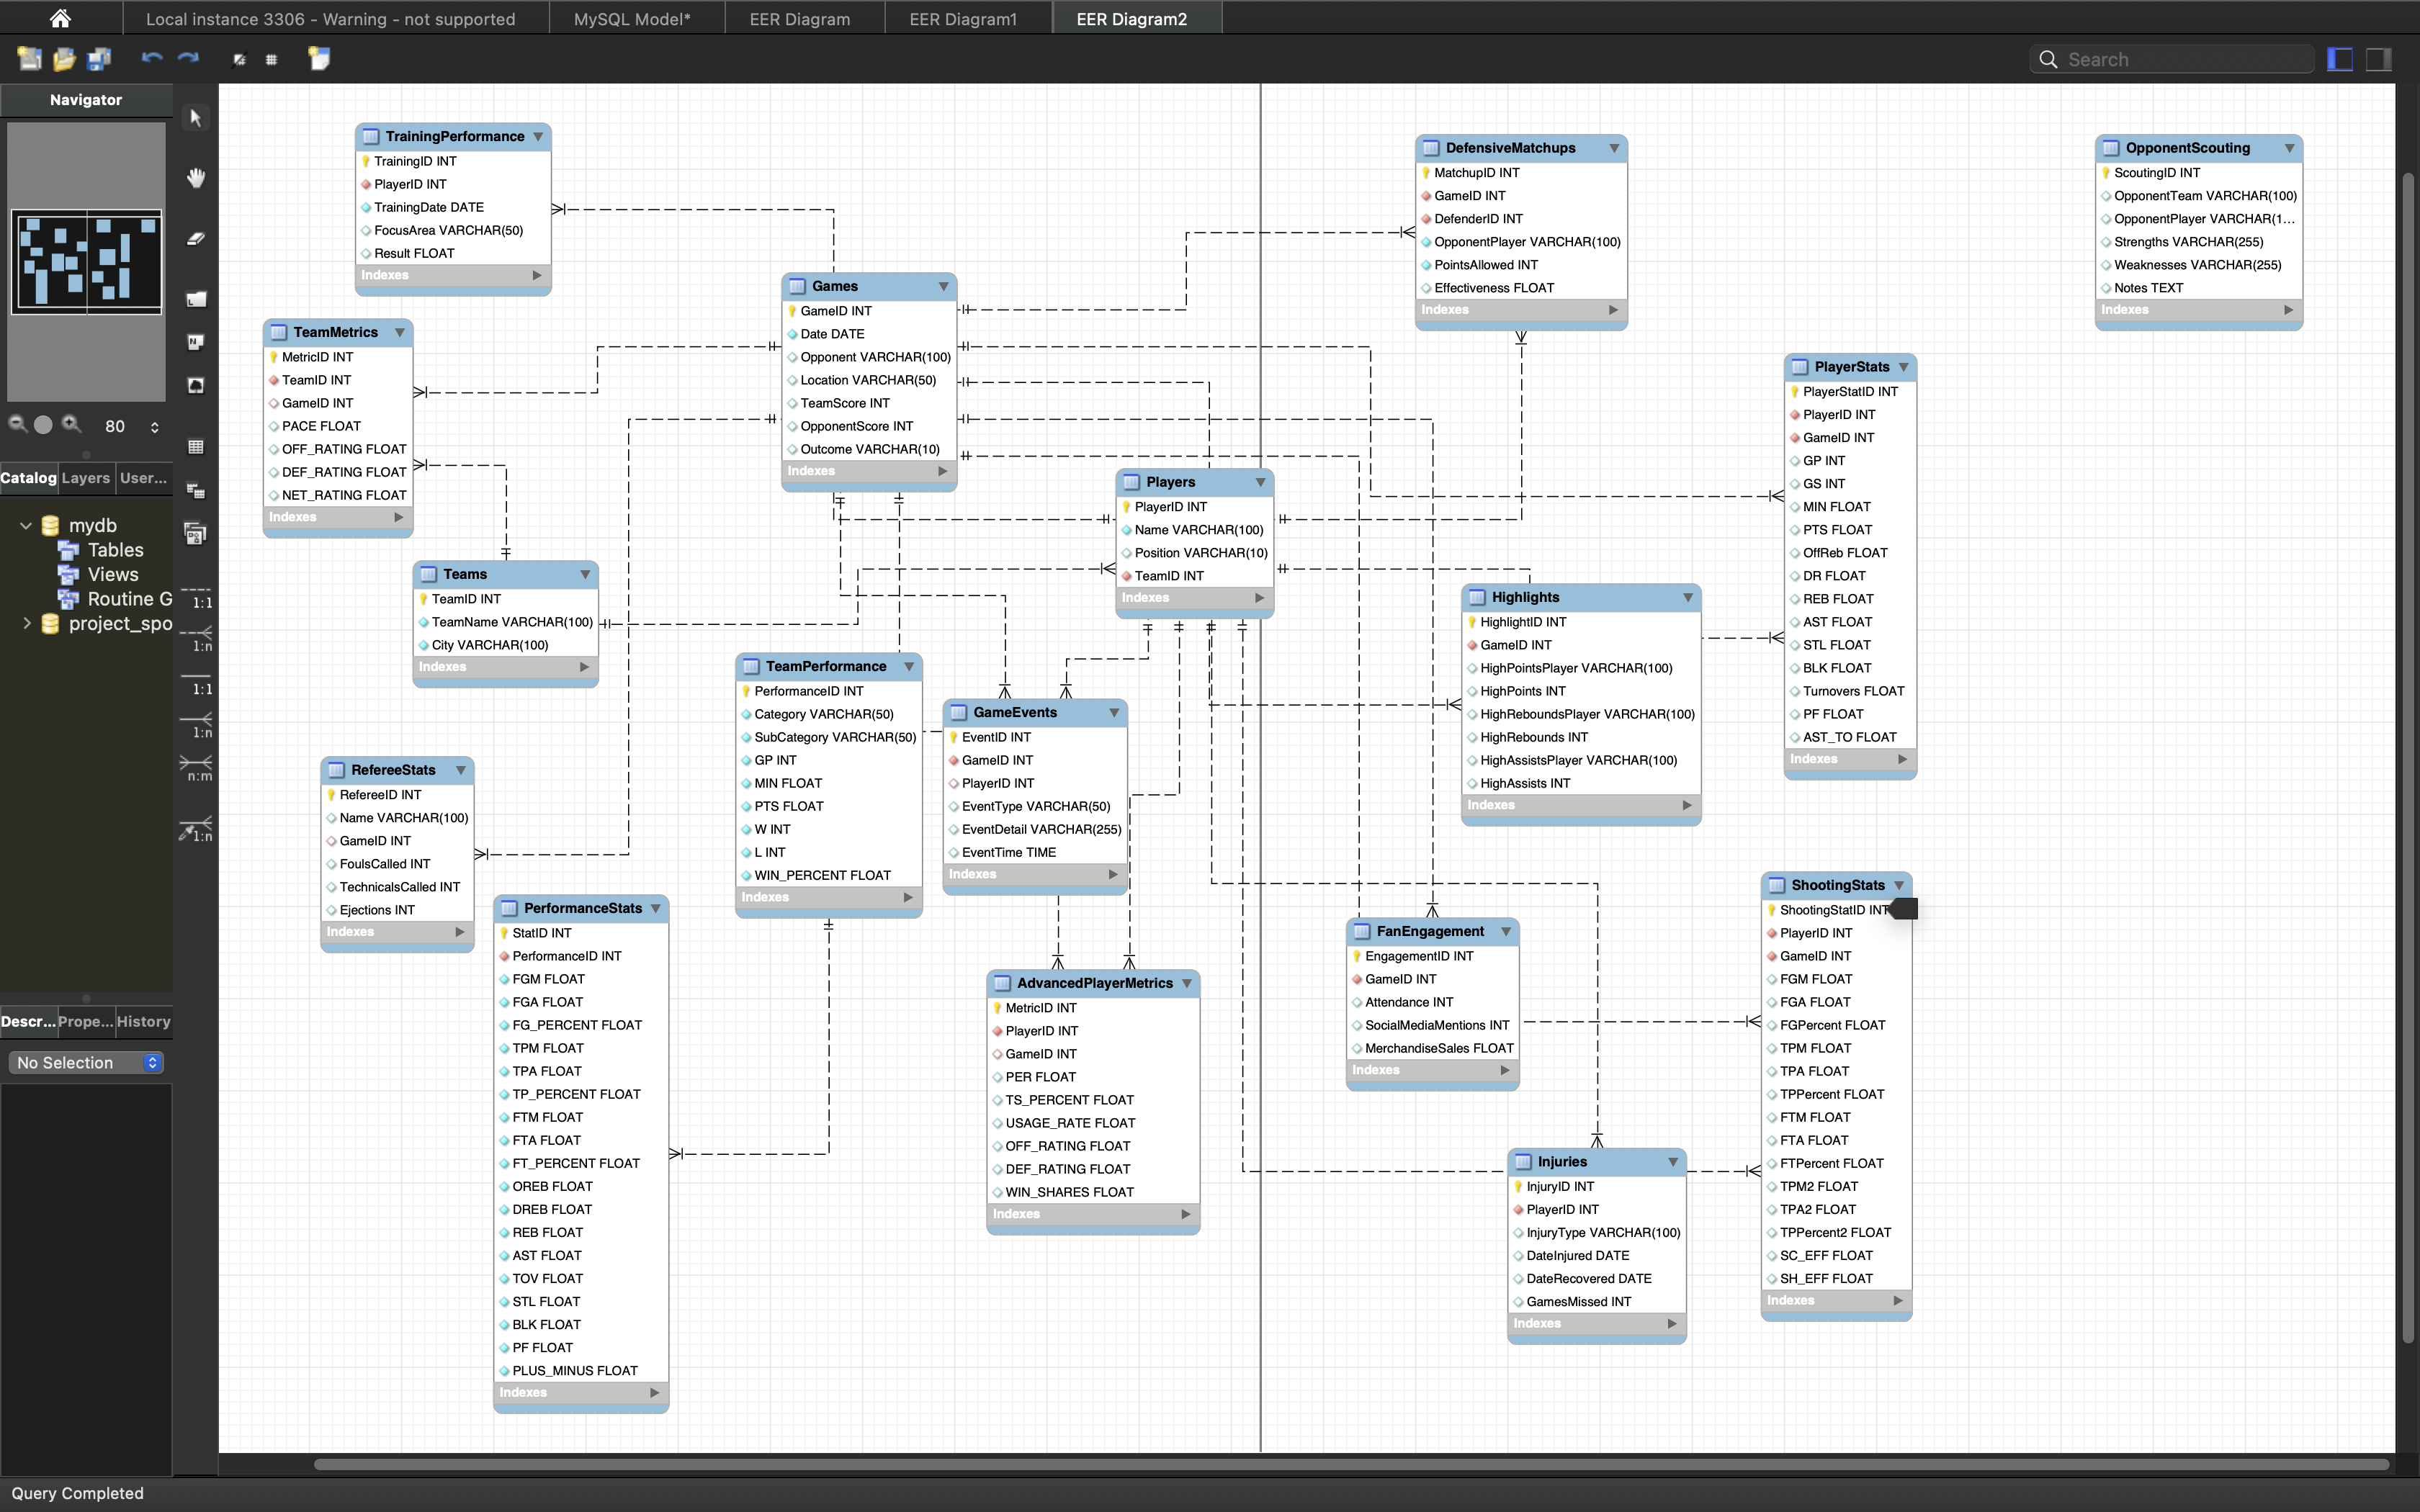 Local instance 3306 - Warning - not supported
MySQL Model*
EER Diagram
EER Diagram1
EER Diagram2
Search
Navigator
80
Catalog
Layers
User...
mydb
Tables
Views
Routine G
project_spo
Descr...
Prope...
History
No Selection
1:1
1:n
1:1
1:n
n:m
1:n
TrainingPerformance
TrainingID INT
PlayerID INT
TrainingDate DATE
FocusArea VARCHAR(50)
Result FLOAT
Indexes
TeamMetrics
MetricID INT
TeamID INT
GameID INT
PACE FLOAT
OFF_RATING FLOAT
DEF_RATING FLOAT
NET_RATING FLOAT
Indexes
Games
GameID INT
Date DATE
Opponent VARCHAR(100)
Location VARCHAR(50)
TeamScore INT
OpponentScore INT
Outcome VARCHAR(10)
Indexes
DefensiveMatchups
MatchupID INT
GameID INT
DefenderID INT
OpponentPlayer VARCHAR(100)
PointsAllowed INT
Effectiveness FLOAT
Indexes
OpponentScouting
ScoutingID INT
OpponentTeam VARCHAR(100)
OpponentPlayer VARCHAR(1...
Strengths VARCHAR(255)
Weaknesses VARCHAR(255)
Notes TEXT
Indexes
PlayerStats
PlayerStatID INT
PlayerID INT
GameID INT
GP INT
GS INT
MIN FLOAT
PTS FLOAT
OffReb FLOAT
DR FLOAT
REB FLOAT
AST FLOAT
STL FLOAT
BLK FLOAT
Turnovers FLOAT
PF FLOAT
AST_TO FLOAT
Indexes
Players
PlayerID INT
Name VARCHAR(100)
Position VARCHAR(10)
TeamID INT
Indexes
Teams
TeamID INT
TeamName VARCHAR(100)
City VARCHAR(100)
Indexes
Highlights
HighlightID INT
GameID INT
HighPointsPlayer VARCHAR(100)
HighPoints INT
HighReboundsPlayer VARCHAR(100)
HighRebounds INT
HighAssistsPlayer VARCHAR(100)
HighAssists INT
Indexes
TeamPerformance
PerformanceID INT
Category VARCHAR(50)
SubCategory VARCHAR(50)
GP INT
MIN FLOAT
PTS FLOAT
W INT
L INT
WIN_PERCENT FLOAT
Indexes
GameEvents
EventID INT
GameID INT
PlayerID INT
EventType VARCHAR(50)
EventDetail VARCHAR(255)
EventTime TIME
Indexes
RefereeStats
RefereeID INT
Name VARCHAR(100)
GameID INT
FoulsCalled INT
TechnicalsCalled INT
Ejections INT
Indexes
PerformanceStats
StatID INT
PerformanceID INT
FGM FLOAT
FGA FLOAT
FG_PERCENT FLOAT
TPM FLOAT
TPA FLOAT
TP_PERCENT FLOAT
FTM FLOAT
FTA FLOAT
FT_PERCENT FLOAT
OREB FLOAT
DREB FLOAT
REB FLOAT
AST FLOAT
TOV FLOAT
STL FLOAT
BLK FLOAT
PF FLOAT
PLUS_MINUS FLOAT
Indexes
AdvancedPlayerMetrics
MetricID INT
PlayerID INT
GameID INT
PER FLOAT
TS_PERCENT FLOAT
USAGE_RATE FLOAT
OFF_RATING FLOAT
DEF_RATING FLOAT
WIN_SHARES FLOAT
Indexes
FanEngagement
EngagementID INT
GameID INT
Attendance INT
SocialMediaMentions INT
MerchandiseSales FLOAT
Indexes
ShootingStats
ShootingStatID INT
PlayerID INT
GameID INT
FGM FLOAT
FGA FLOAT
FGPercent FLOAT
TPM FLOAT
TPA FLOAT
TPPercent FLOAT
FTM FLOAT
FTA FLOAT
FTPercent FLOAT
TPM2 FLOAT
TPA2 FLOAT
TPPercent2 FLOAT
SC_EFF FLOAT
SH_EFF FLOAT
Indexes
Injuries
InjuryID INT
PlayerID INT
InjuryType VARCHAR(100)
DateInjured DATE
DateRecovered DATE
GamesMissed INT
Indexes
Query Completed